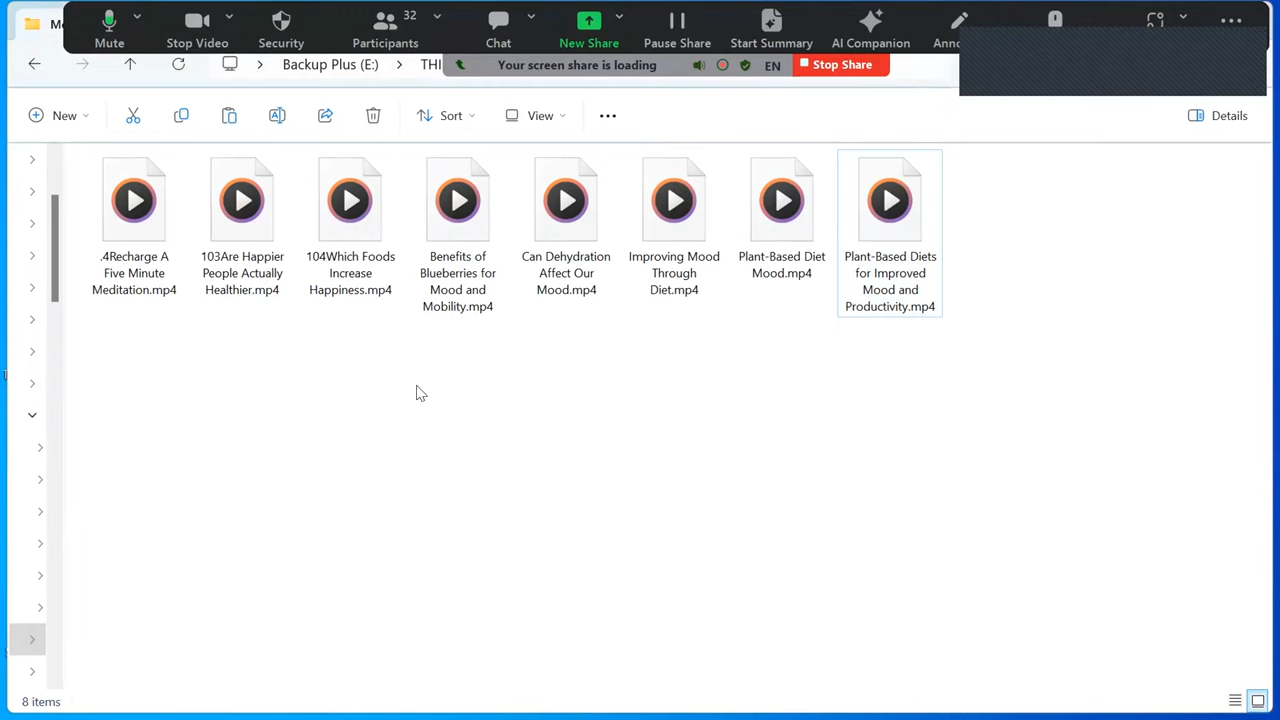 Mute
Stop Video
Security
Participants
32
Chat
New Share
Pause Share
Start Summary
AI Companion
Backup Plus (E:)
Your screen share is loading
EN
Stop Share
New
Sort
View
Details
.4Recharge A
Five Minute
Meditation.mp4
103Are Happier
People Actually
Healthier.mp4
104Which Foods
Increase
Happiness.mp4
Benefits of
Blueberries for
Mood and
Mobility.mp4
Can Dehydration
Affect Our
Mood.mp4
Improving Mood
Through
Diet.mp4
Plant-Based Diet
Mood.mp4
Plant-Based Diets
for Improved
Mood and
Productivity.mp4
8 items